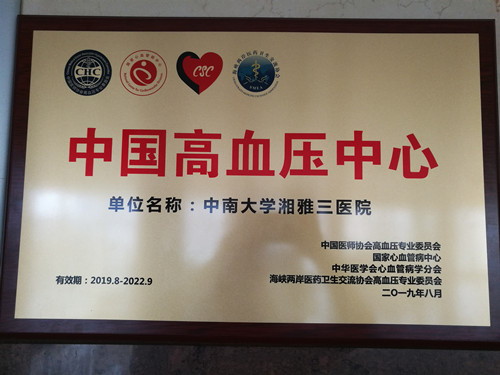 CHC
CSC
中国高血压中心
单位名称：中南大学湘雅三医院
中国医师协会高血压专业委员会
国家心血管病中心
中华医学会心血管病学分会
海峡两岸医药卫生交流协会高血压专业委员会
有效期：2019.8-2022.9
二〇一九年八月